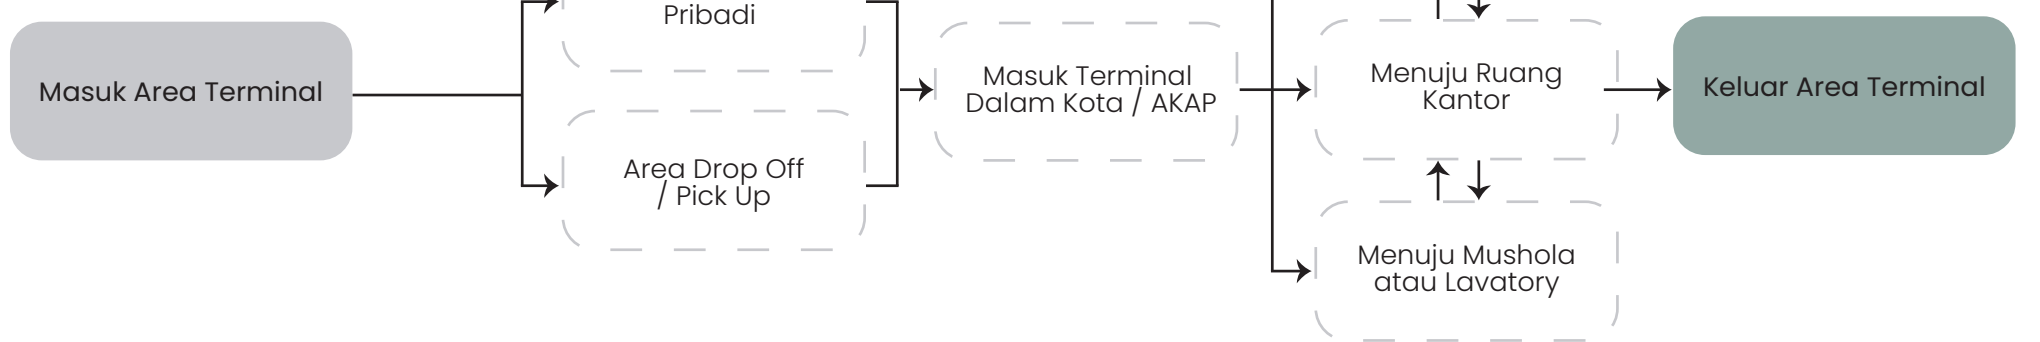 Pribadi
Masuk Area Terminal
Area Drop Off
/ Pick Up
Masuk Terminal
Dalam Kota / AKAP
Menuju Ruang
Kantor
Menuju Mushola
atau Lavatory
Keluar Area Terminal